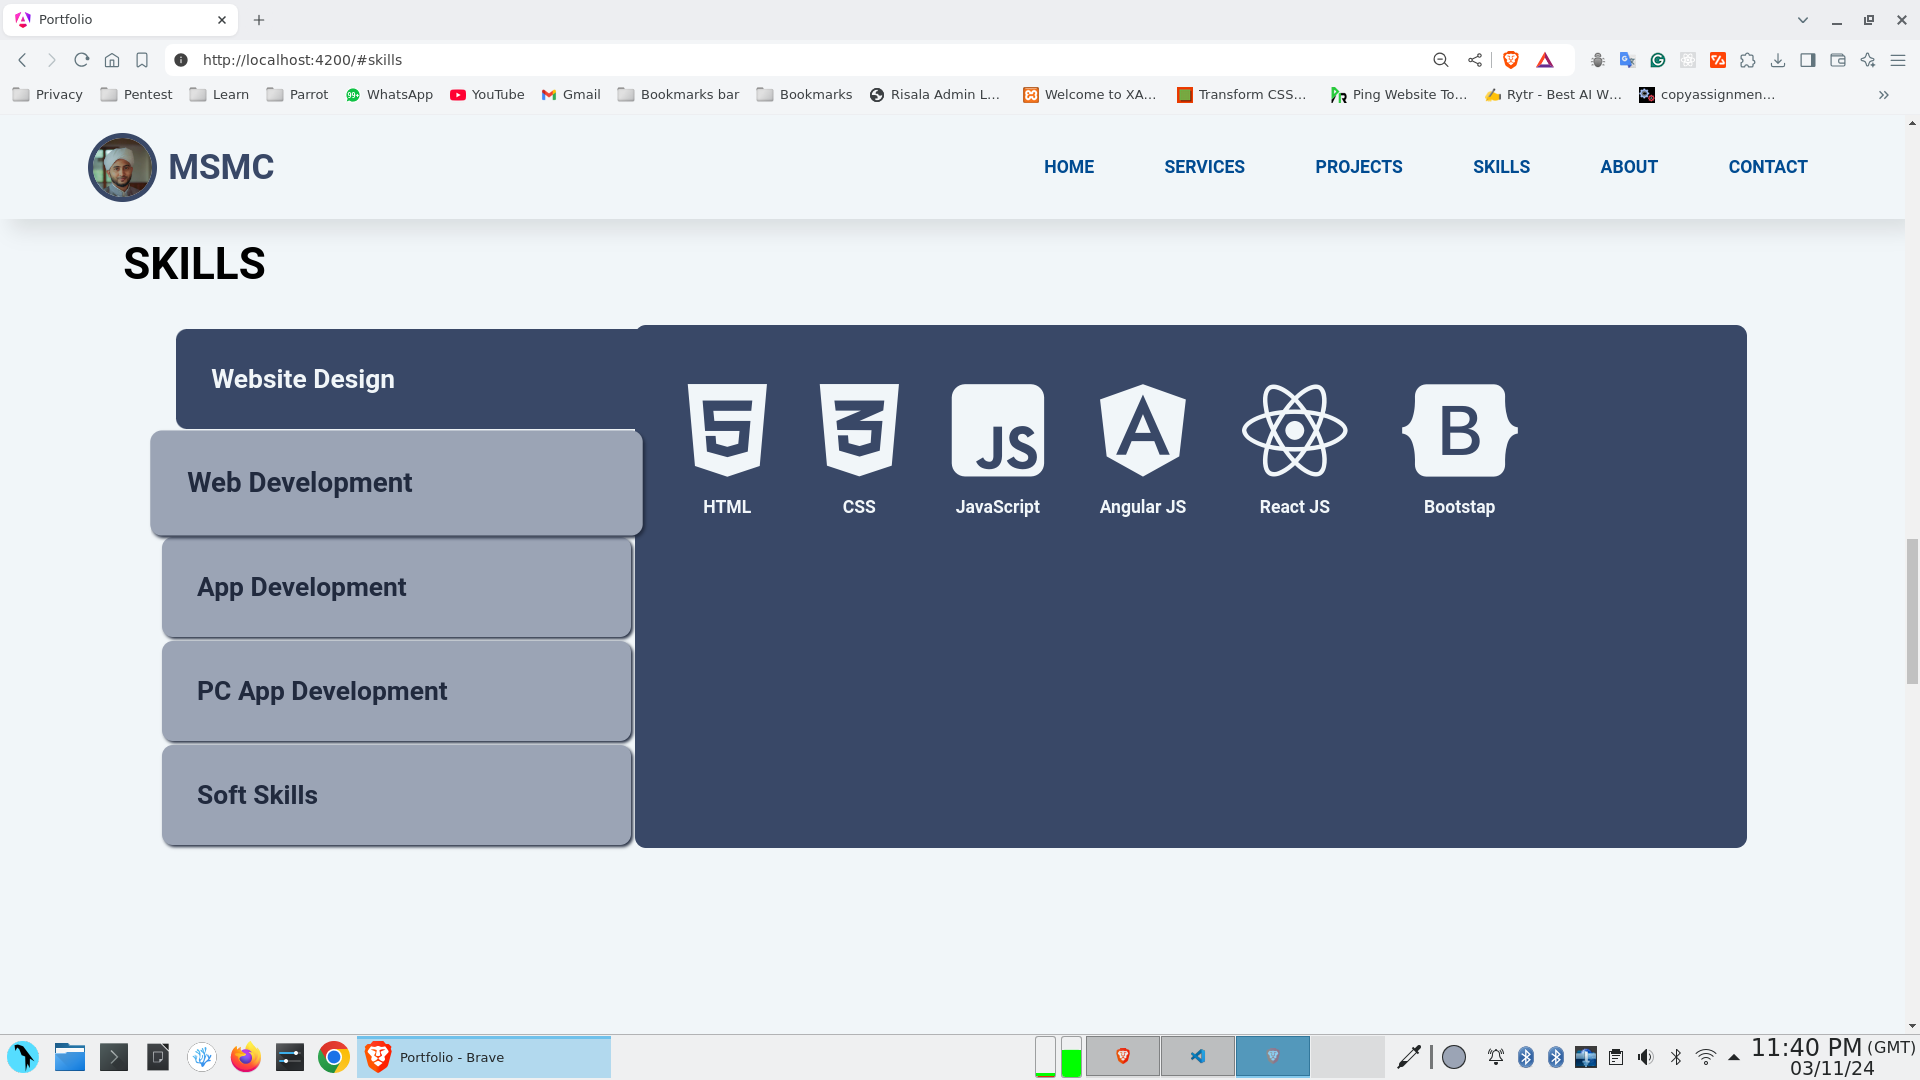 Portfolio
http://localhost:4200/#skills
Privacy Pentest Learn Parrot WhatsApp YouTube Gmail Bookmarks bar Bookmarks Risala Admin L... Welcome to XA... Transform CSS... Ping Website To... Rytr - Best AI W... copyassignmen...
MSMC HOME SERVICES PROJECTS SKILLS ABOUT CONTACT
SKILLS
Website Design
Web Development
App Development
PC App Development
Soft Skills
JS B
HTML CSS JavaScript Angular JS React JS Bootstap
Portfolio - Brave
11:40 PM (GMT)
03/11/24